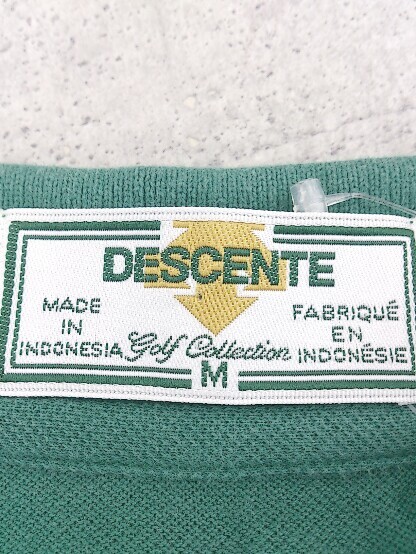 DESCENTE
MADE
IN
INDONESIA
Golf Collection
FABRIQUÉ
EN
INDONÉSIE
M